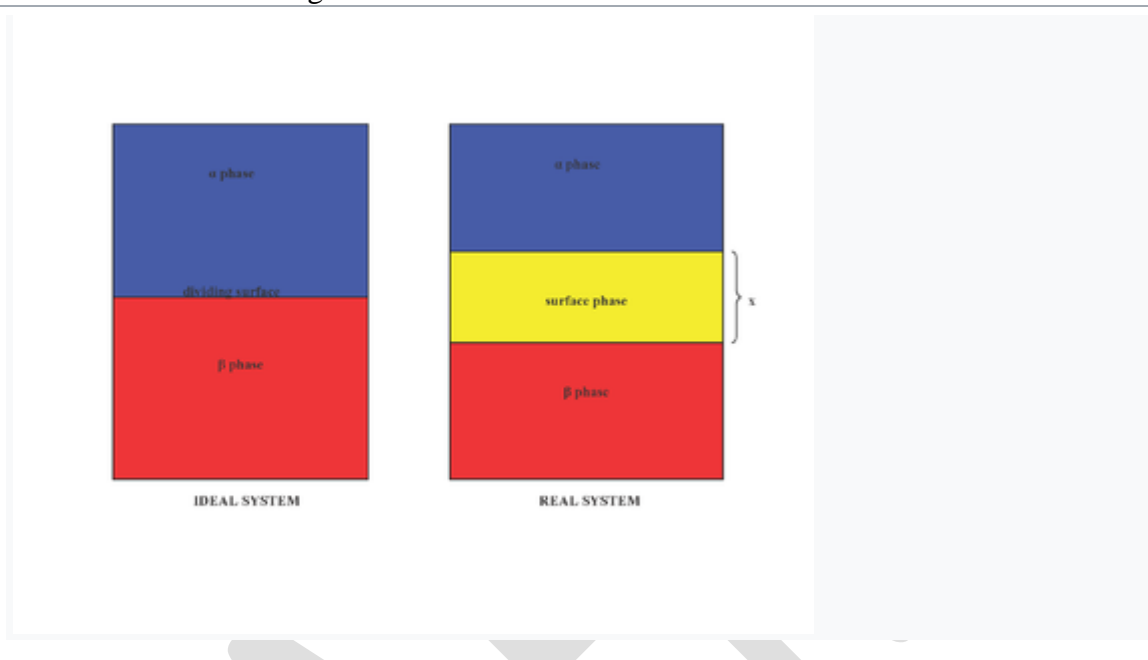 α phase
dividing surface
β phase
IDEAL SYSTEM
α phase
surface phase
x
β phase
REAL SYSTEM